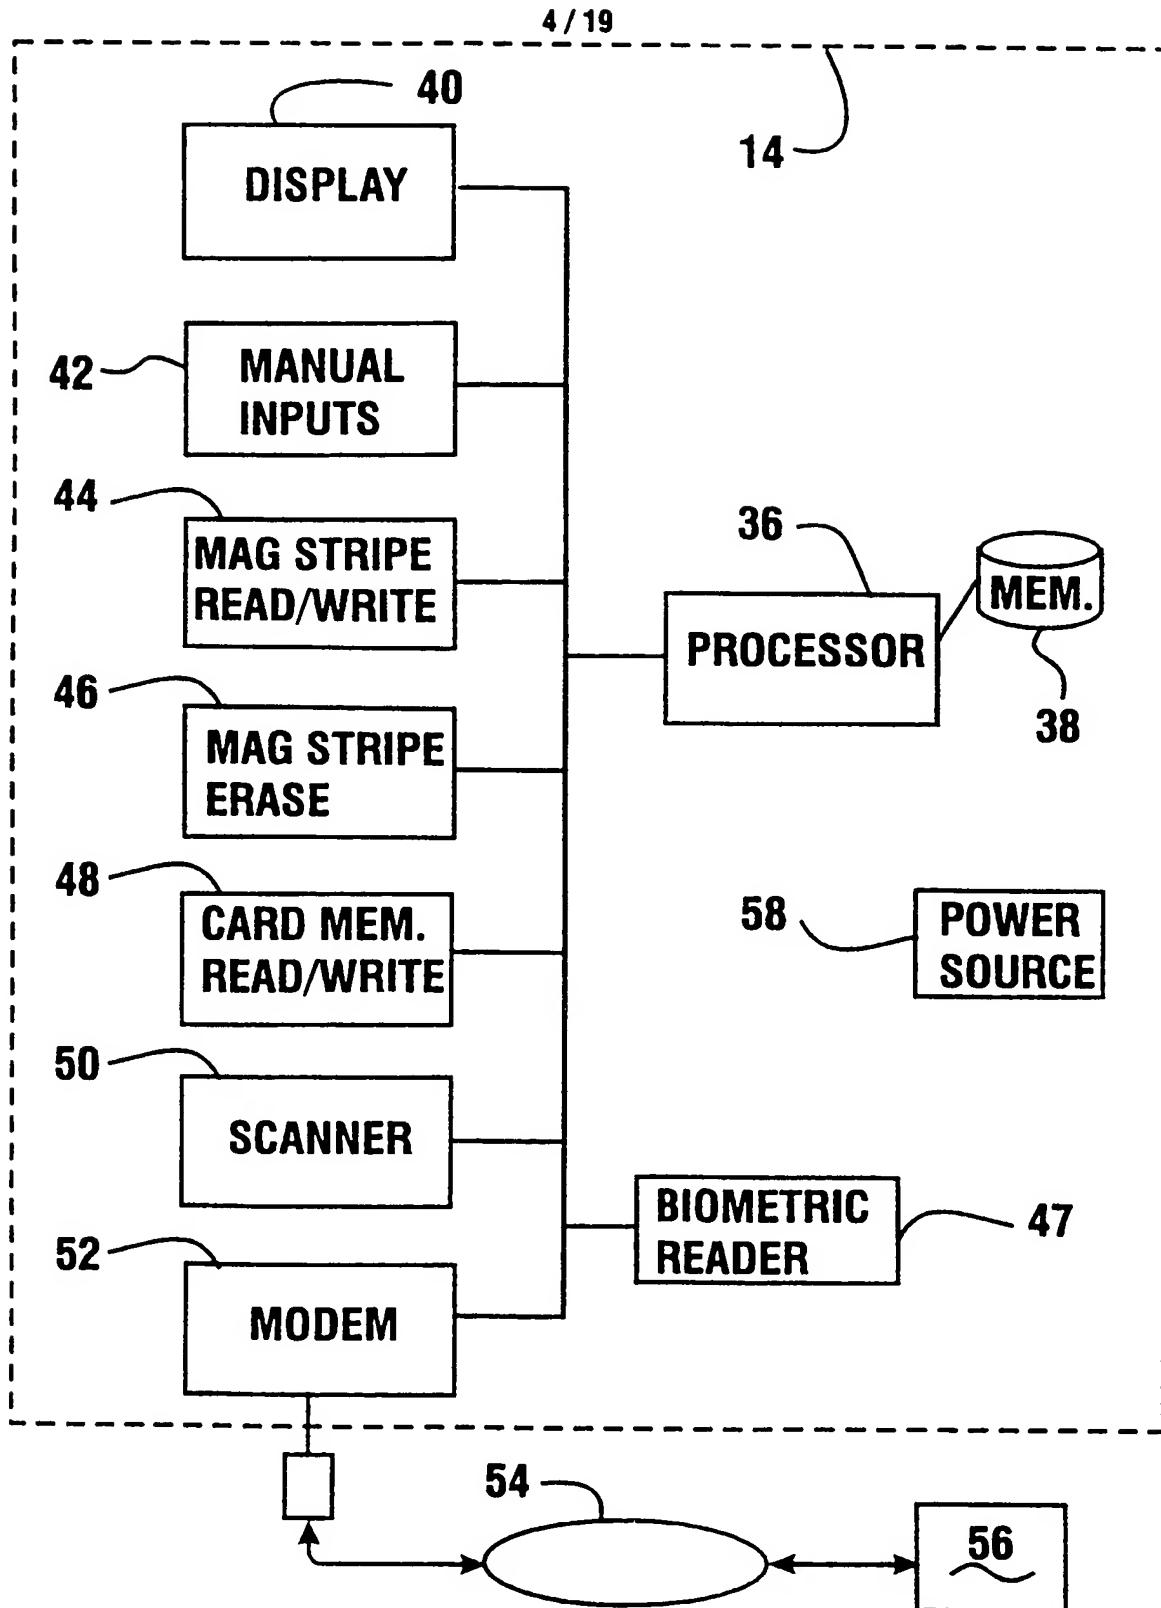 4 / 19
40
14
DISPLAY
42
MANUAL
INPUTS
44
MAG STRIPE
READ/WRITE
36
PROCESSOR
MEM.
38
46
MAG STRIPE
ERASE
48
CARD MEM.
READ/WRITE
58
POWER
SOURCE
50
SCANNER
BIOMETRIC
READER
47
52
MODEM
54
56